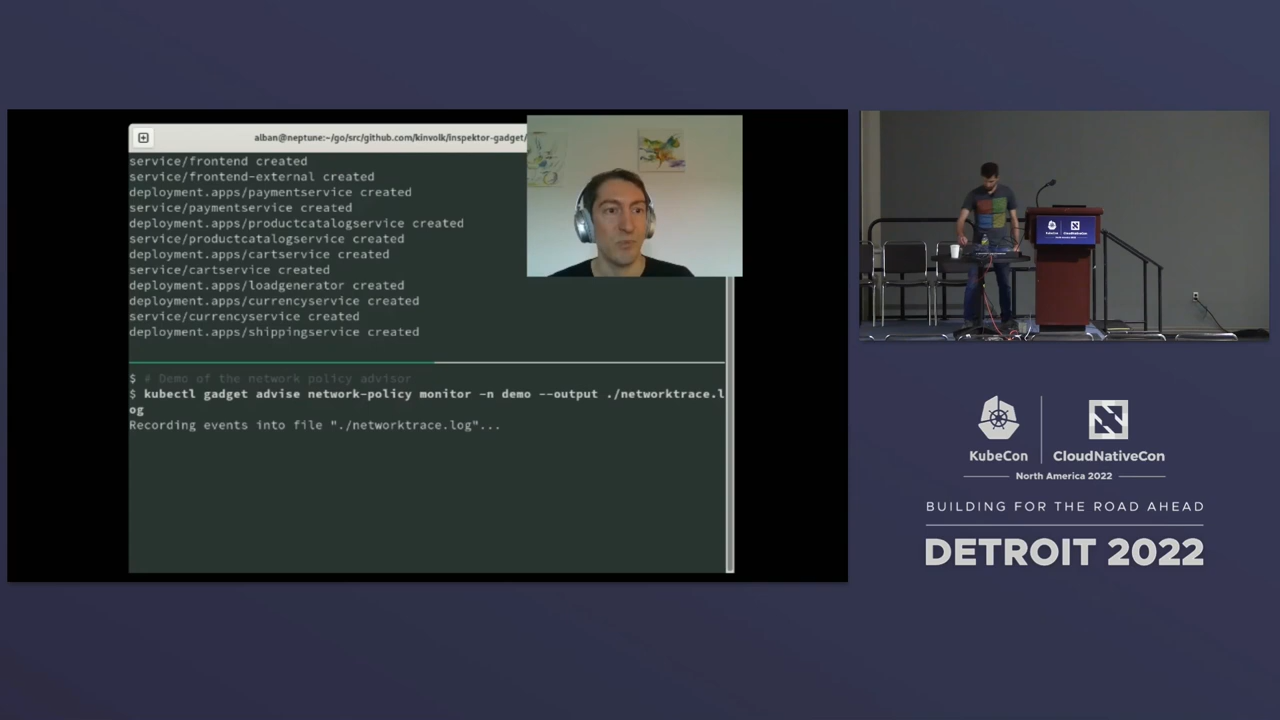 alban@neptune:~/go/src/github.com/kinvolk/inspektor-gadget/
service/frontend created
service/frontend-external created
deployment.apps/paymentservice created
service/paymentservice created
deployment.apps/productcatalogservice created
service/productcatalogservice created
deployment.apps/cartservice created
service/cartservice created
deployment.apps/loadgenerator created
deployment.apps/currencyservice created
service/currencyservice created
deployment.apps/shippingservice created
$ # Demo of the network policy advisor
$ kubectl gadget advise network-policy monitor -n demo --output ./networktrace.l
og
Recording events into file "./networktrace.log"...
KubeCon
CloudNativeCon
North America 2022
BUILDING FOR THE ROAD AHEAD
DETROIT 2022